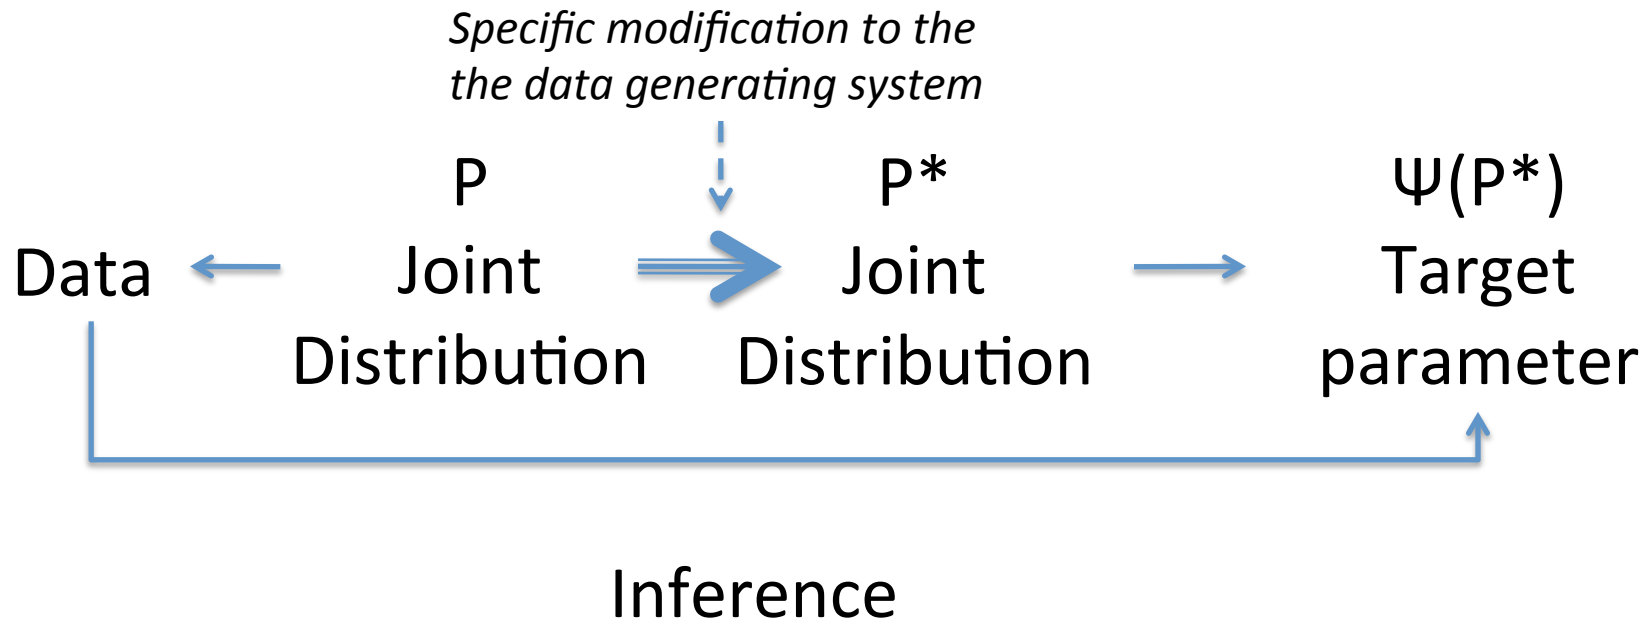 Specific modification to the
the data generating system
P
P*
Ψ(P*)
Data
Joint
Distribution
Joint
Distribution
Target
parameter
Inference